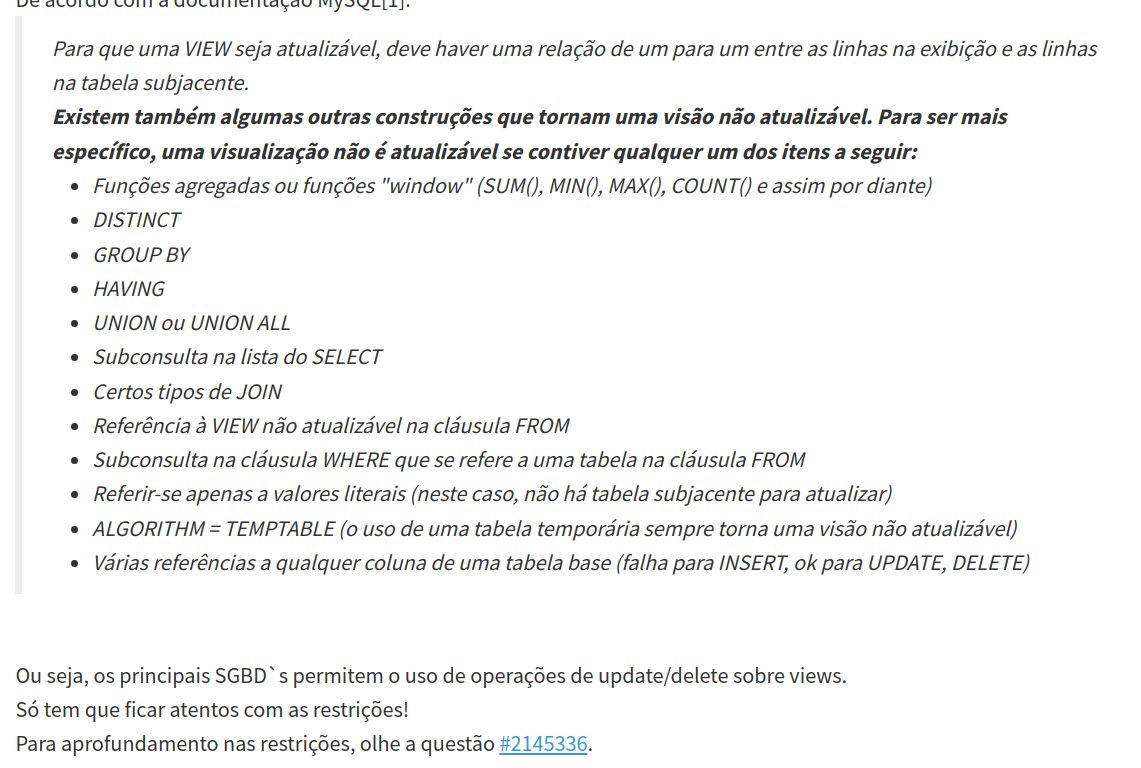 De acordo com a documentação MySQL[1]:
Para que uma VIEW seja atualizável, deve haver uma relação de um para um entre as linhas na exibição e as linhas
na tabela subjacente.
Existem também algumas outras construções que tornam uma visão não atualizável. Para ser mais
específico, uma visualização não é atualizável se contiver qualquer um dos itens a seguir:
• Funções agregadas ou funções "window" (SUM(), MIN(), MAX(), COUNT() e assim por diante)
• DISTINCT
• GROUP BY
• HAVING
• UNION ou UNION ALL
• Subconsulta na lista do SELECT
• Certos tipos de JOIN
• Referência à VIEW não atualizável na cláusula FROM
• Subconsulta na cláusula WHERE que se refere a uma tabela na cláusula FROM
• Referir-se apenas a valores literais (neste caso, não há tabela subjacente para atualizar)
• ALGORITHM = TEMPTABLE (o uso de uma tabela temporária sempre torna uma visão não atualizável)
• Várias referências a qualquer coluna de uma tabela base (falha para INSERT, ok para UPDATE, DELETE)
Ou seja, os principais SGBD`s permitem o uso de operações de update/delete sobre views.
Só tem que ficar atentos com as restrições!
Para aprofundamento nas restrições, olhe a questão #2145336.